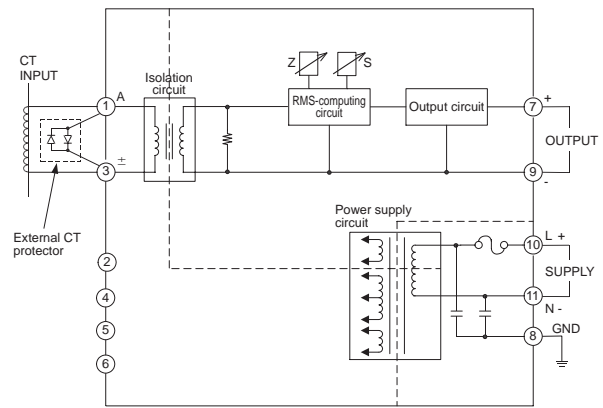 CT
INPUT
1
A
Isolation
circuit
Z
S
RMS-computing
circuit
Output circuit
7
+
OUTPUT
3
±
9
-
External CT
protector
Power supply
circuit
L +
10
SUPPLY
11
N -
8
GND
2
4
5
6